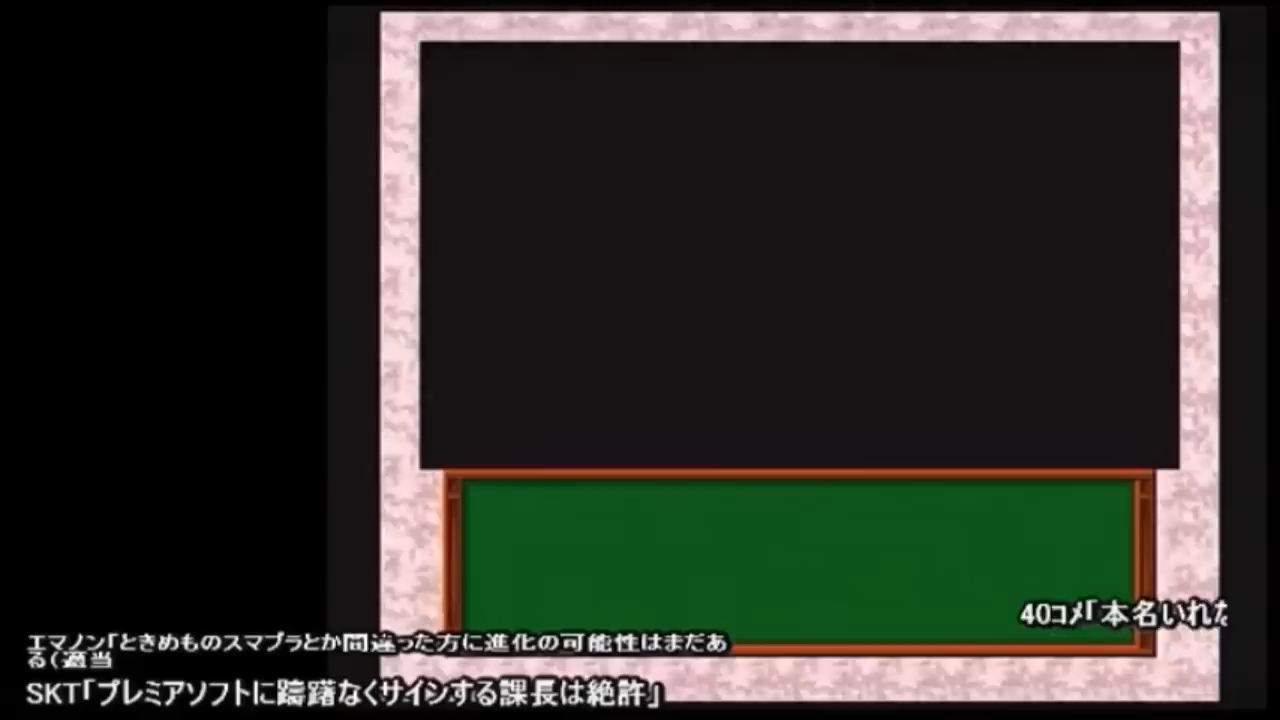 40コメ「本名いれた
エマノン「ときめものスマブラとか間違った方に進化の可能性はまだあ
る（適当
SKT「プレミアソフトに躊躇なくサインする課長は絶許」